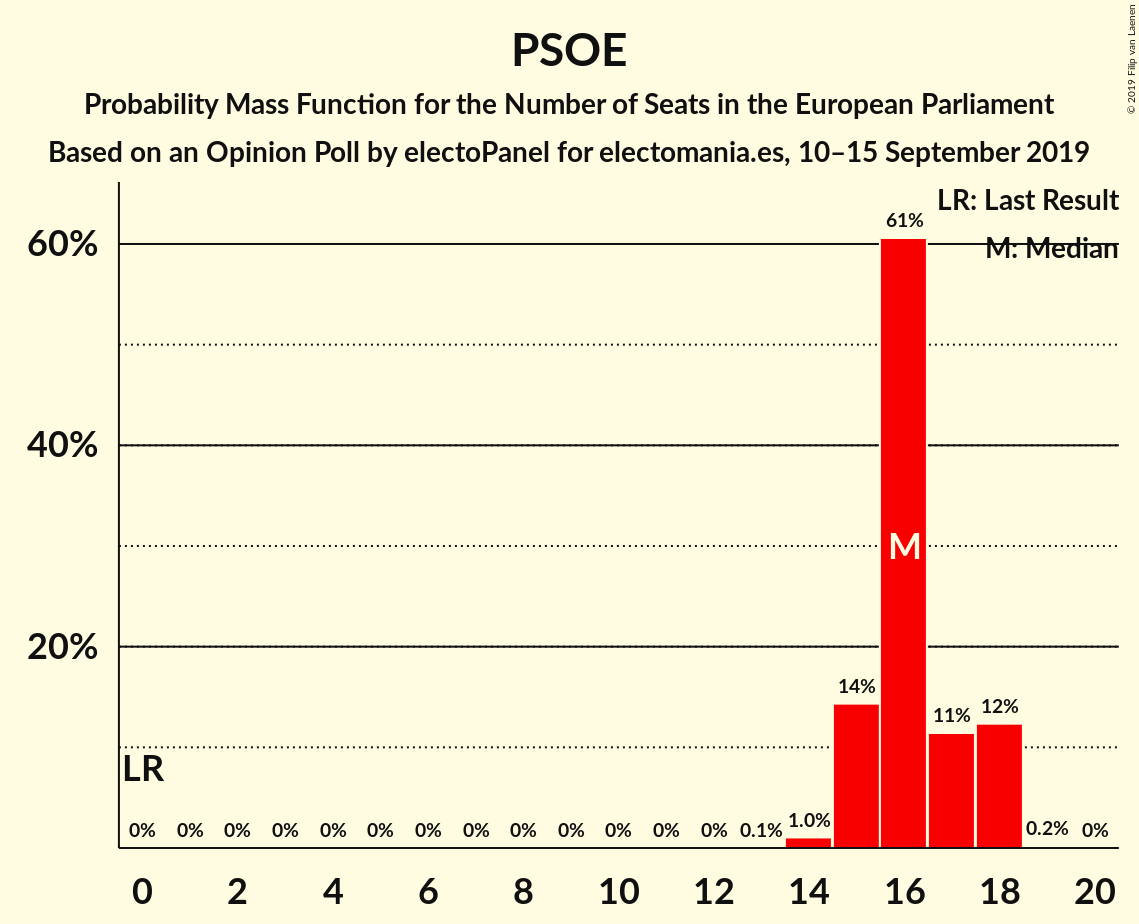 PSOE
Probability Mass Function for the Number of Seats in the European Parliament
Based on an Opinion Poll by electoPanel for electomania.es, 10–15 September 2019
© 2019 Filip van Laenen
LR: Last Result
M: Median
60%
40%
20%
61%
M
14%
11%
12%
LR
0% 0% 0% 0% 0% 0% 0% 0% 0% 0% 0% 0% 0% 0.1% 1.0% 0.2% 0%
0 2 4 6 8 10 12 14 16 18 20